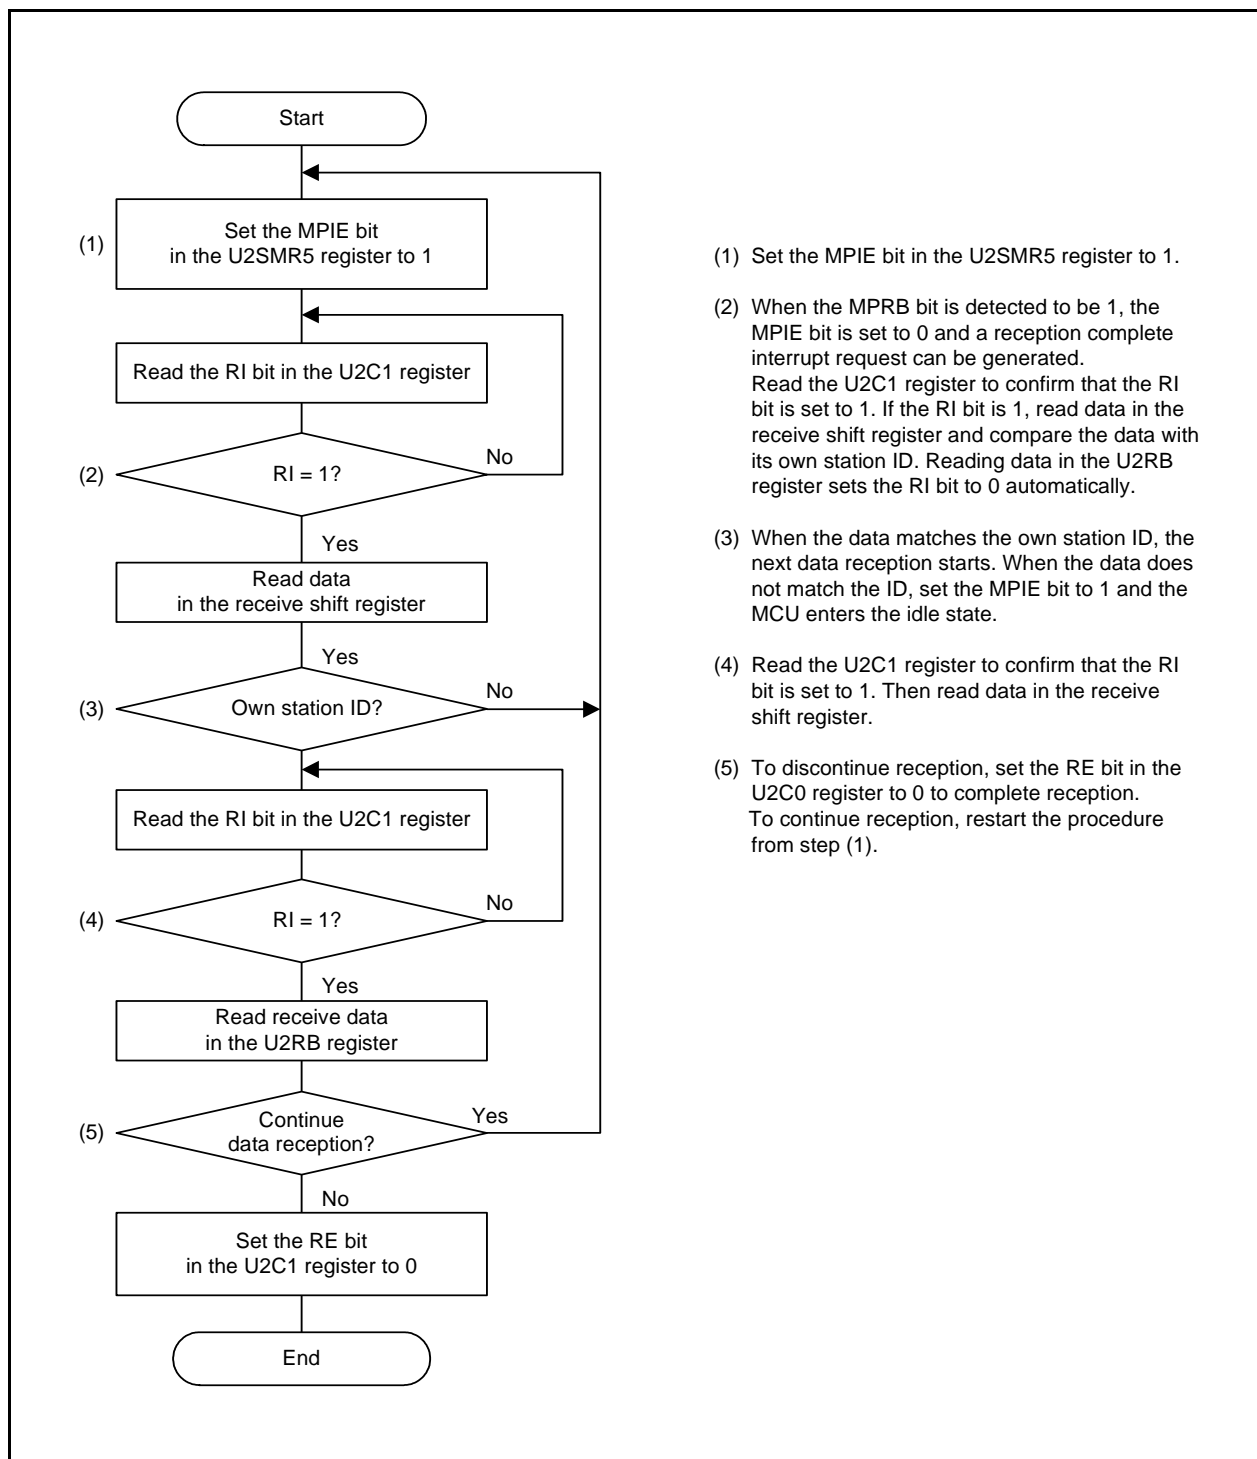 Start
(1)
Set the MPIE bit
in the U2SMR5 register to 1
Read the RI bit in the U2C1 register
(2)
RI = 1?
No
Yes
Read data
in the receive shift register
Yes
(3)
Own station ID?
No
Read the RI bit in the U2C1 register
(4)
RI = 1?
No
Yes
Read receive data
in the U2RB register
(5)
Continue
data reception?
Yes
No
Set the RE bit
in the U2C1 register to 0
End
(1) Set the MPIE bit in the U2SMR5 register to 1.
(2) When the MPRB bit is detected to be 1, the
MPIE bit is set to 0 and a reception complete
interrupt request can be generated.
Read the U2C1 register to confirm that the RI
bit is set to 1. If the RI bit is 1, read data in the
receive shift register and compare the data with
its own station ID. Reading data in the U2RB
register sets the RI bit to 0 automatically.
(3) When the data matches the own station ID, the
next data reception starts. When the data does
not match the ID, set the MPIE bit to 1 and the
MCU enters the idle state.
(4) Read the U2C1 register to confirm that the RI
bit is set to 1. Then read data in the receive
shift register.
(5) To discontinue reception, set the RE bit in the
U2C0 register to 0 to complete reception.
To continue reception, restart the procedure
from step (1).